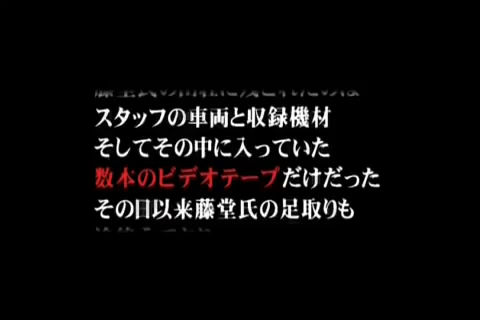 スタッフの車両と収録機材
そしてその中に入っていた
数本のビデオテープだけだった
その日以来藤堂氏の足取りも